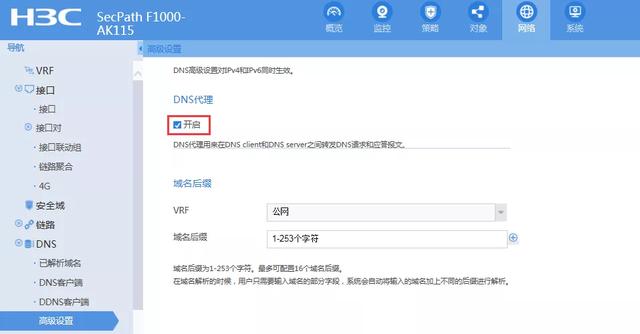 H3C
SecPath F1000-
AK115
概览
监控
策略
对象
网络
系统
导航
高级设置
VRF
接口
接口
接口对
接口联动组
链路聚合
4G
安全域
链路
DNS
已解析域名
DNS客户端
DDNS客户端
高级设置
DNS高级设置对IPv4和IPv6同时生效。
DNS代理
开启
DNS代理用来在DNS client和DNS server之间转发DNS请求和应答报文。
域名后缀
VRF
公网
域名后缀
1-253个字符
域名后缀为1-253个字符。最多可配置16个域名后缀。
在域名解析的时候，用户只需要输入域名的部分字段，系统会自动将输入的域名加上不同的后缀进行解析。